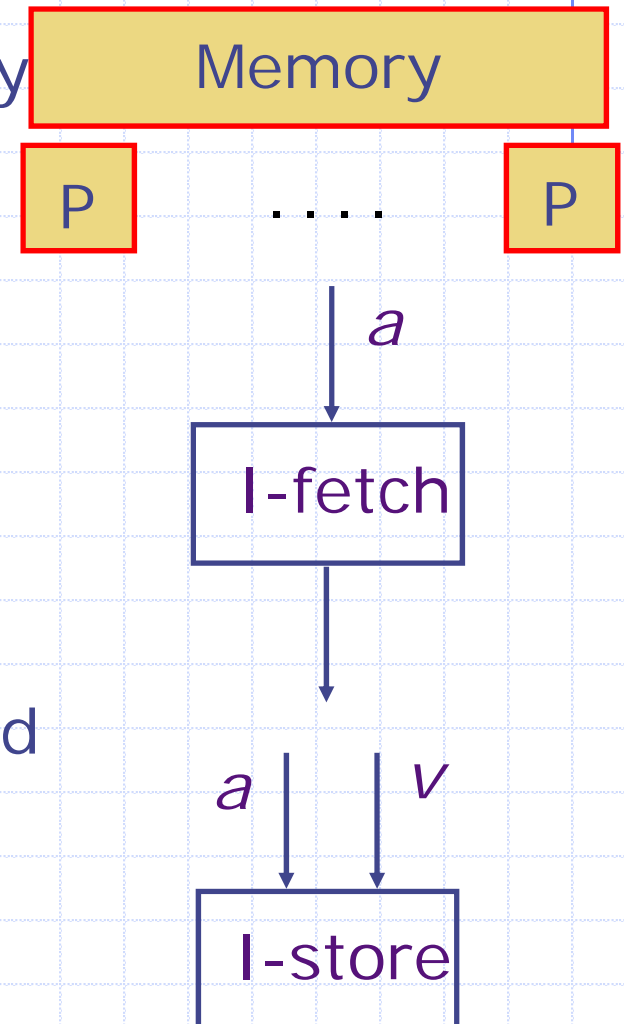 y Memory
P . . . . P
a
I-fetch
d
a v
I-store